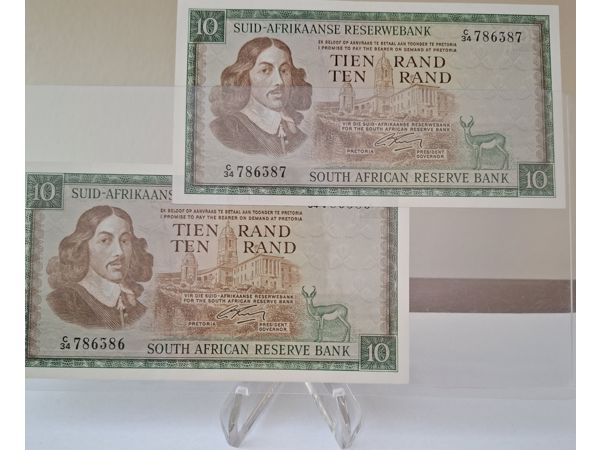 10
SUID-AFRIKAANSE RESERWEBANK
C/34 786387
EK BELOOF OM AANVRAAG TE BETAAL AAN TOONDER TE PRETORIA
I PROMISE TO PAY THE BEARER ON DEMAND AT PRETORIA
TIEN RAND
TEN RAND
VIR DIE SUID-AFRIKAANSE RESERWEBANK
FOR THE SOUTH AFRICAN RESERVE BANK
PRETORIA
PRESIDENT
GOVERNOR
C/34 786387
SOUTH AFRICAN RESERVE BANK
10
10
SUID-AFRIKAANS
EK BELOOF OP AANVRAAG TE BETAAL AAN TOONDER TE PRETORIA
I PROMISE TO PAY THE BEARER ON DEMAND AT PRETORIA
TIEN RAND
TEN RAND
VIR DIE SUID-AFRIKAANSE RESERWEBANK
FOR THE SOUTH AFRICAN RESERVE BANK
PRETORIA
PRESIDENT
GOVERNOR
C/34 786386
SOUTH AFRICAN RESERVE BANK
10